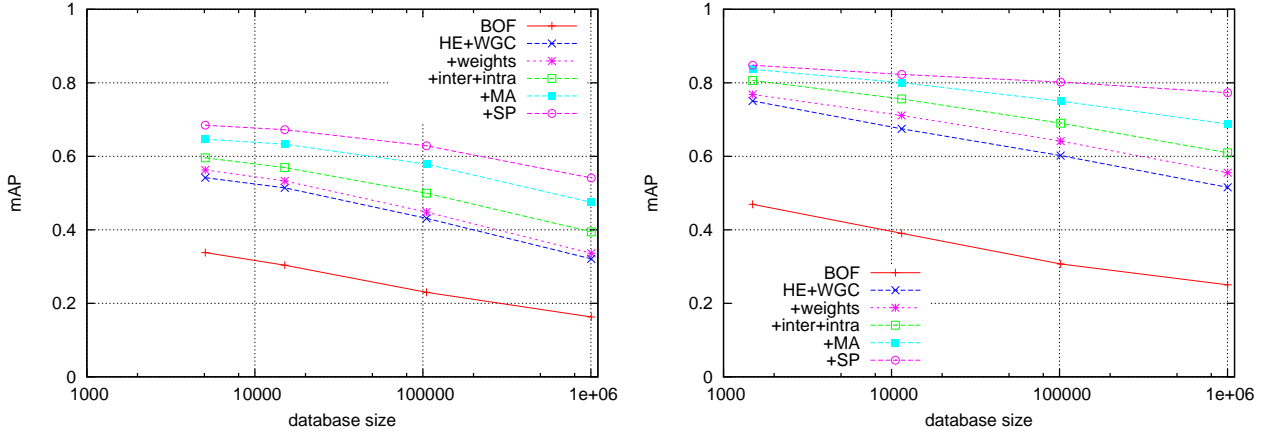 1
0.8
0.6
0.4
0.2
0
mAP
1000
10000
100000
1e+06
database size
BOF
HE+WGC
+weights
+inter+intra
+MA
+SP
1
0.8
0.6
0.4
0.2
0
mAP
1000
10000
100000
1e+06
database size
BOF
HE+WGC
+weights
+inter+intra
+MA
+SP